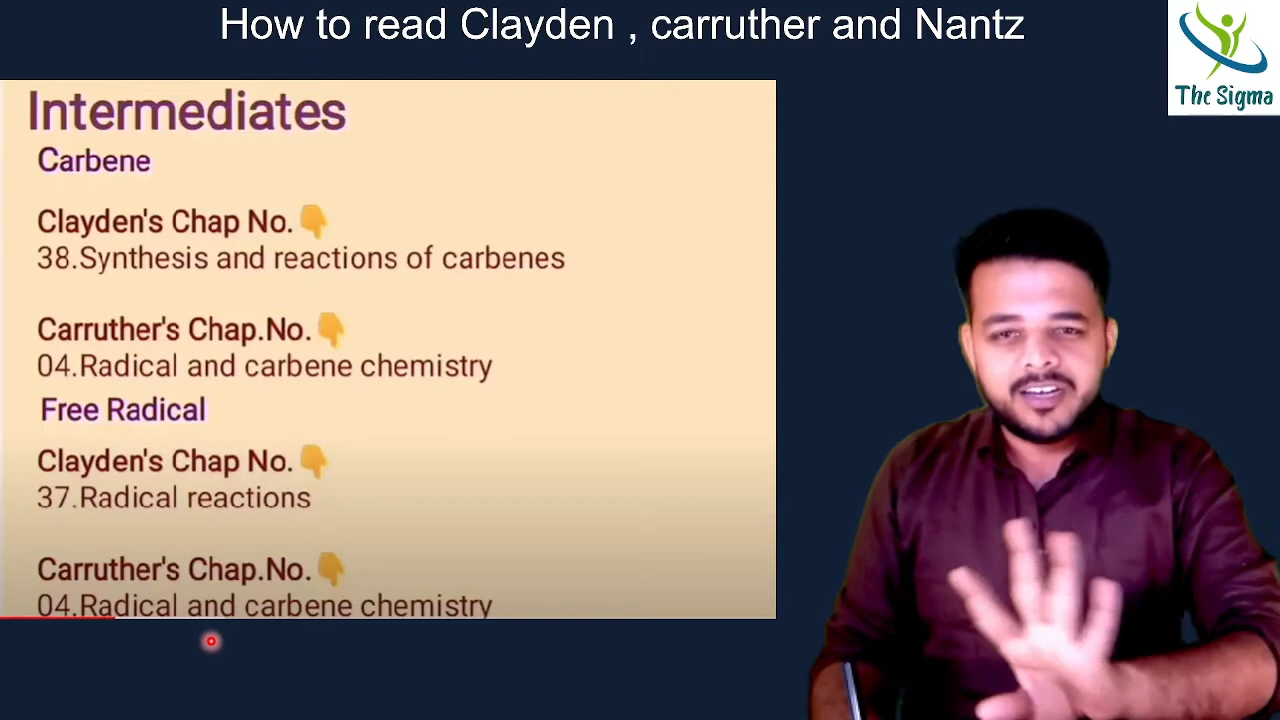 How to read Clayden , carruther and Nantz
The Sigma
Intermediates
Carbene
Clayden's Chap No.👇
38.Synthesis and reactions of carbenes
Carruther's Chap.No.👇
04.Radical and carbene chemistry
Free Radical
Clayden's Chap No.👇
37.Radical reactions
Carruther's Chap.No.👇
04.Radical and carbene chemistry